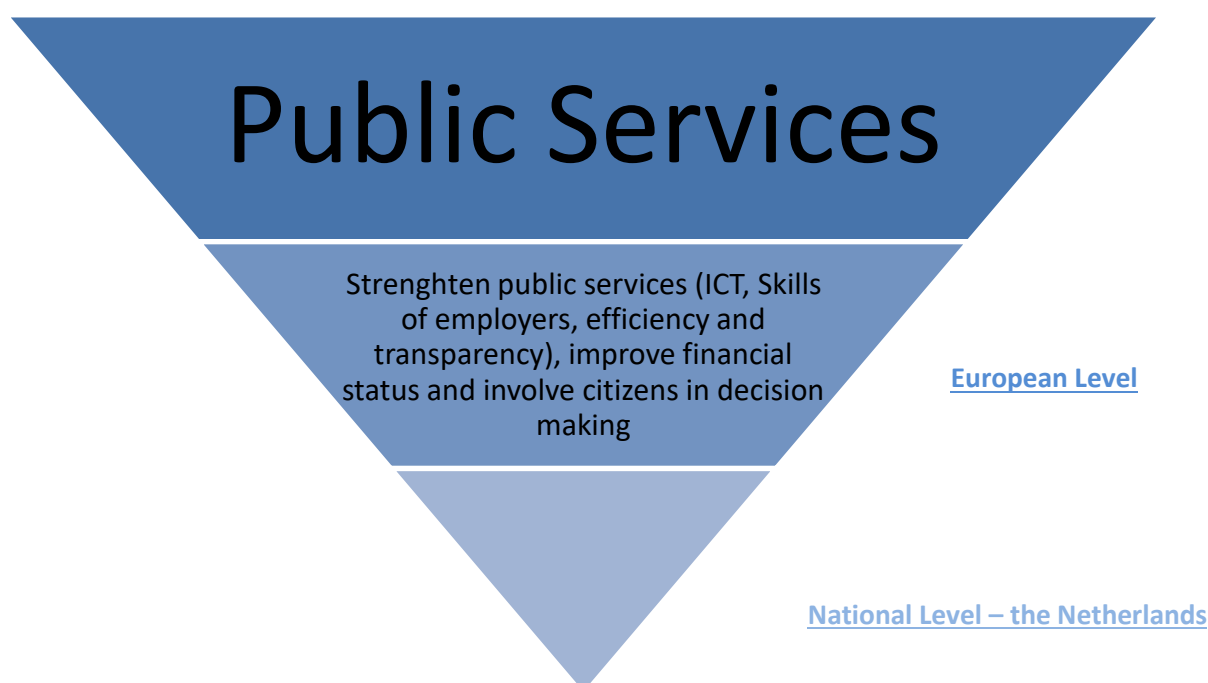 Public Services
Strenghten public services (ICT, Skills
of employers, efficiency and
transparency), improve financial
status and involve citizens in decision
making
European Level
National Level – the Netherlands